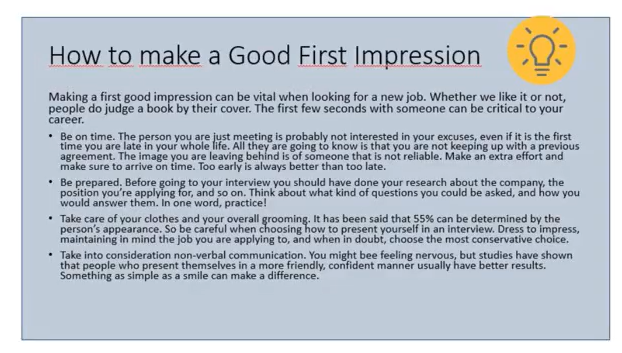 How to make a Good First Impression
Making a first good impression can be vital when looking for a new job. Whether we like it or not,
people do judge a book by their cover. The first few seconds with someone can be critical to your
career.
• Be on time. The person you are just meeting is probably not interested in your excuses, even if it is the first
time you are late in your whole life. All they are going to know is that you are not keeping up with a previous
agreement. The image you are leaving behind is of someone that is not reliable. Make an extra effort and
make sure to arrive on time. Too early is always better than too late.
• Be prepared. Before going to your interview you should have done your research about the company, the
position you're applying for, and so on. Think about what kind of questions you could be asked, and how you
would answer them. In one word, practice!
• Take care of your clothes and your overall grooming. It has been said that 55% can be determined by the
person's appearance. So be careful when choosing how to present yourself in an interview. Dress to impress,
maintaining in mind the job you are applying to, and when in doubt, choose the most conservative choice.
• Take into consideration non-verbal communication. You might bee feeling nervous, but studies have shown
that people who present themselves in a more friendly, confident manner usually have better results.
Something as simple as a smile can make a difference.